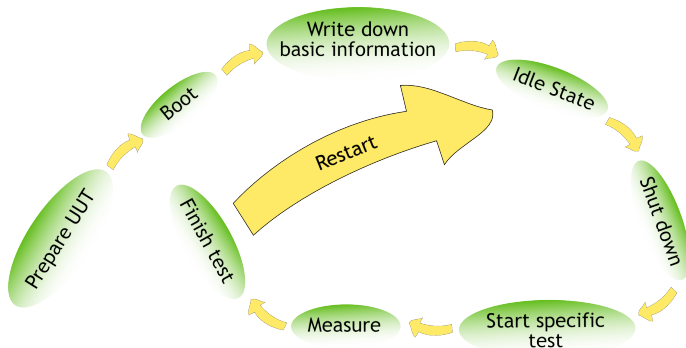 Prepare UUT
Boot
Write down
basic information
Idle State
Shut down
Start specific
test
Measure
Finish test
Restart